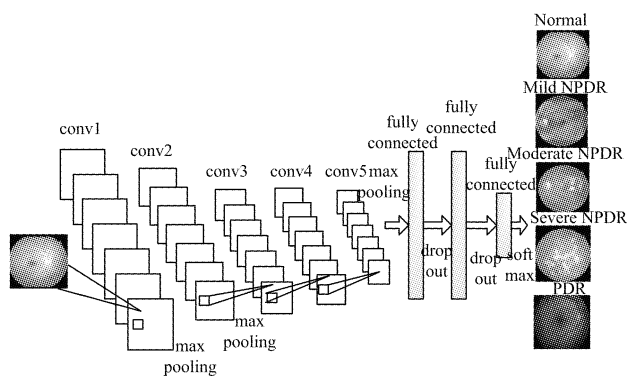 Normal
Mild NPDR
Moderate NPDR
Severe NPDR
PDR
conv1
conv2
conv3
conv4
conv5
max
pooling
fully
connected
fully
connected
fully
connected
drop
out
drop
out
soft
max
max
pooling
max
pooling